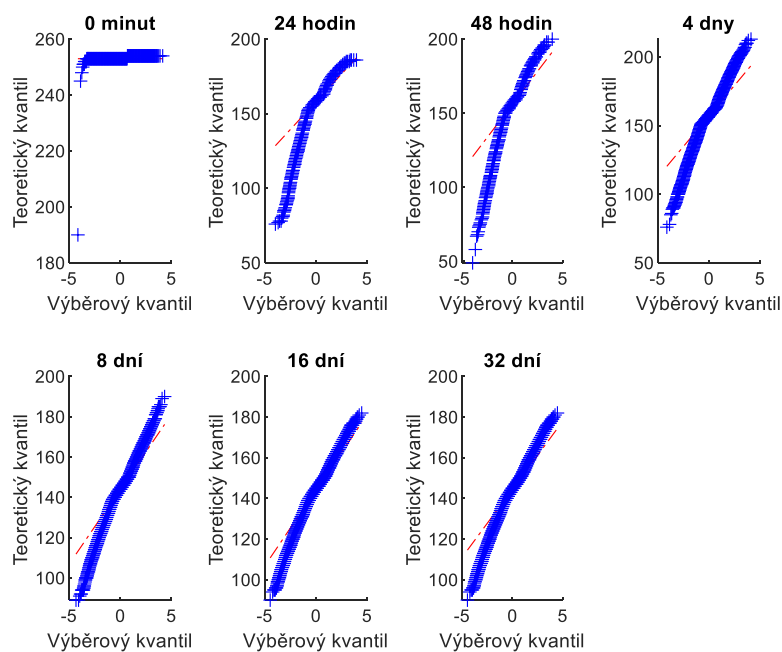 0 minut
260
240
220
200
180
-5
0
5
Teoretický kvantil
Výběrový kvantil
24 hodin
200
150
100
50
-5
0
5
Teoretický kvantil
Výběrový kvantil
48 hodin
200
150
100
50
-5
0
5
Teoretický kvantil
Výběrový kvantil
4 dny
200
150
100
50
-5
0
5
Teoretický kvantil
Výběrový kvantil
8 dní
200
180
160
140
120
100
-5
0
5
Teoretický kvantil
Výběrový kvantil
16 dní
200
180
160
140
120
100
-5
0
5
Teoretický kvantil
Výběrový kvantil
32 dní
200
180
160
140
120
100
-5
0
5
Teoretický kvantil
Výběrový kvantil